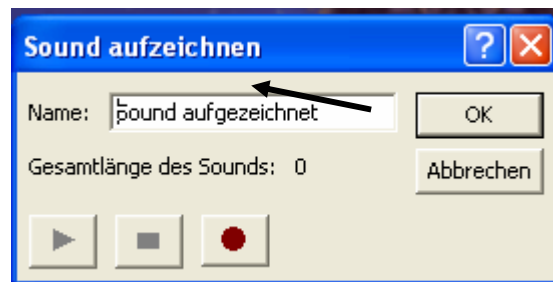 Sound aufzeichnen
Name: Sound aufgezeichnet
OK
Gesamtlänge des Sounds: 0
Abbrechen